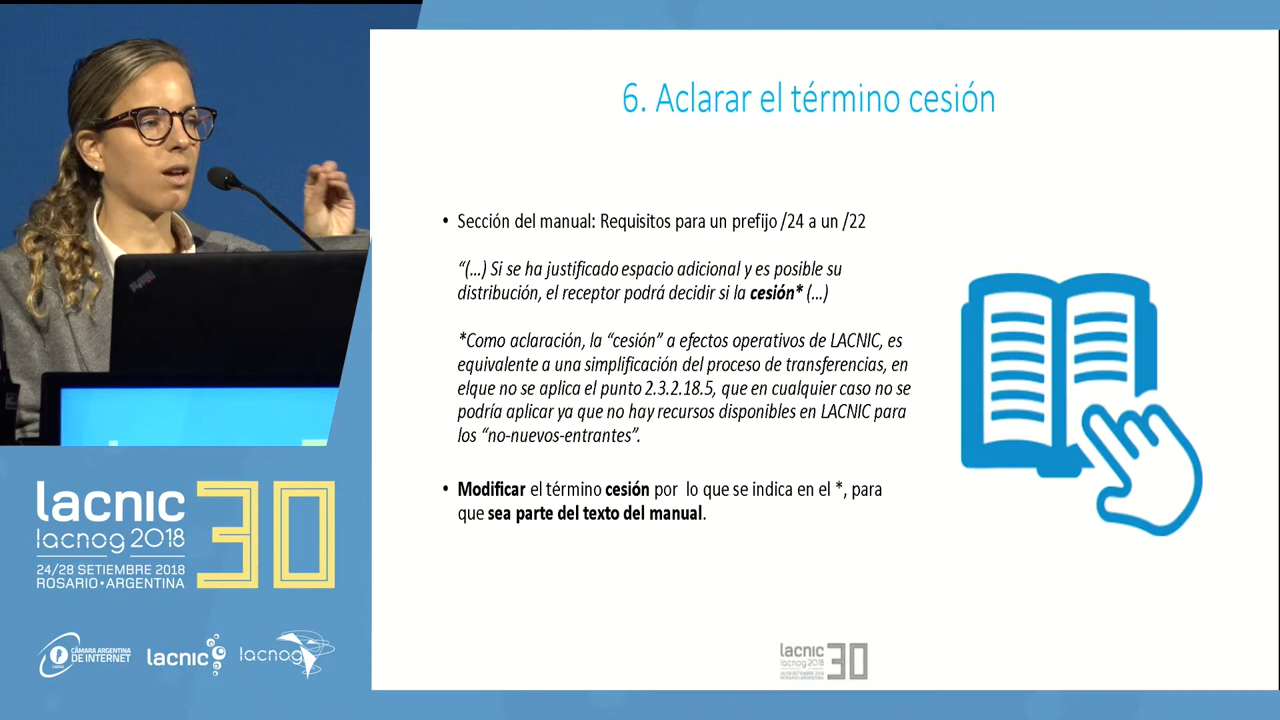 6. Aclarar el término cesión
• Sección del manual: Requisitos para un prefijo /24 a un /22
“(...) Si se ha justificado espacio adicional y es posible su
distribución, el receptor podrá decidir si la cesión* (...)
*Como aclaración, la “cesión” a efectos operativos de LACNIC, es
equivalente a una simplificación del proceso de transferencias, en
elque no se aplica el punto 2.3.2.18.5, que en cualquier caso no se
podría aplicar ya que no hay recursos disponibles en LACNIC para
los “no-nuevos-entrantes”.
• Modificar el término cesión por lo que se indica en el *, para
que sea parte del texto del manual.
lacnic 30
lacnog 2018
24/28 SETIEMBRE 2018
ROSARIO•ARGENTINA
CÁMARA ARGENTINA
DE INTERNET
lacnic
lacnog
lacnic 30
lacnog 2018